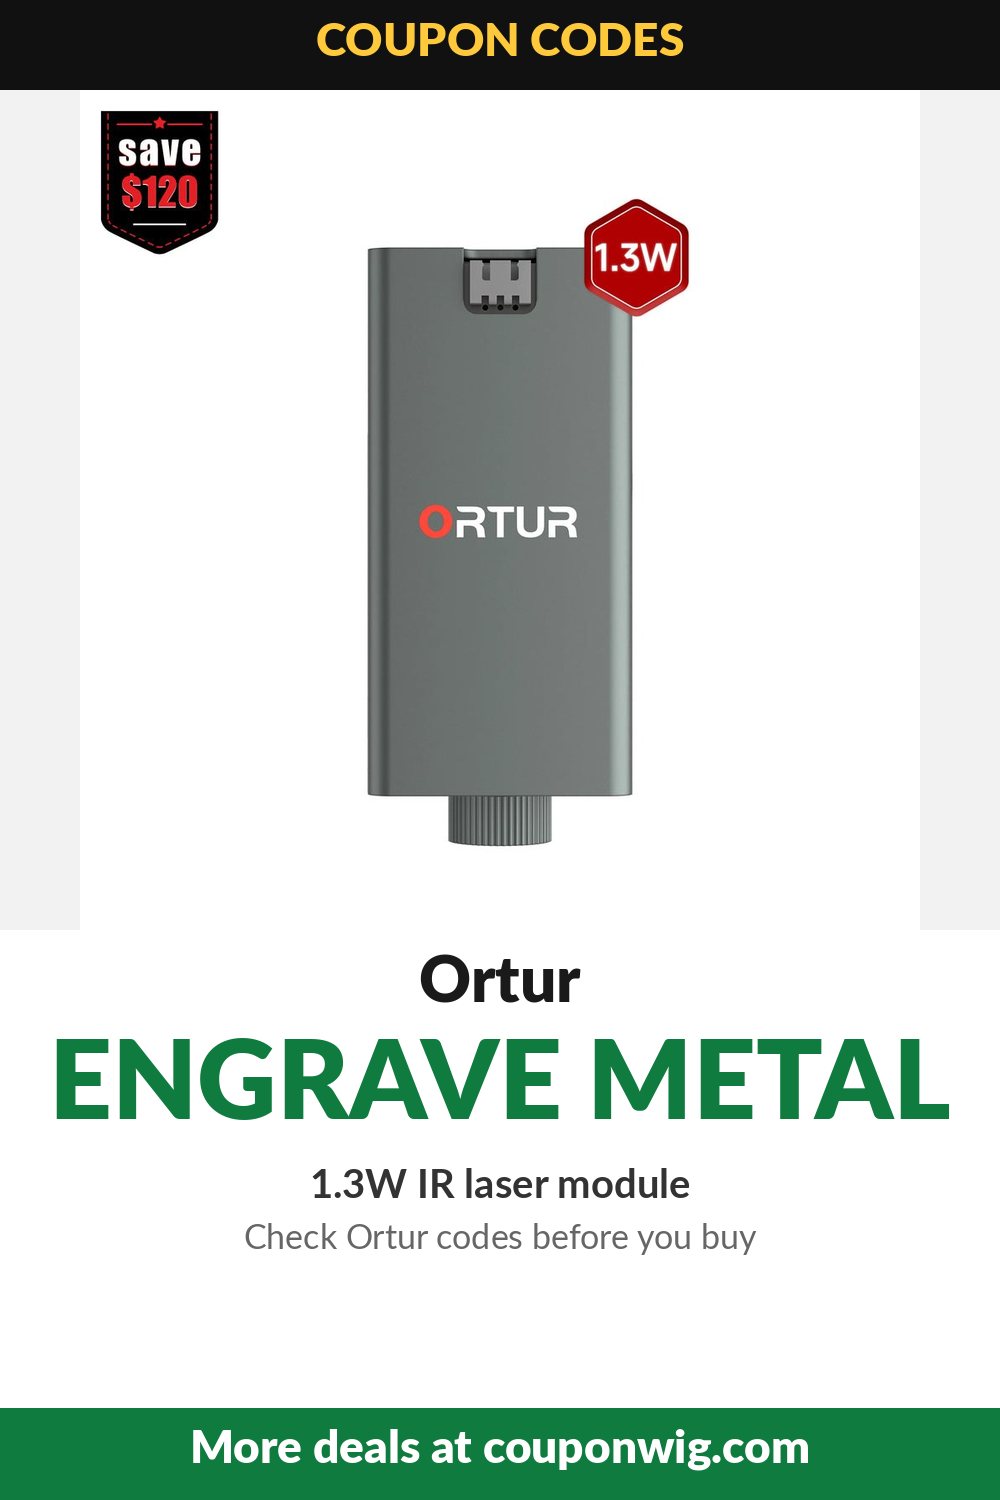 COUPON CODES
save
$120
1.3W
ORTUR
Ortur
ENGRAVE METAL
1.3W IR laser module
Check Ortur codes before you buy
More deals at couponwig.com